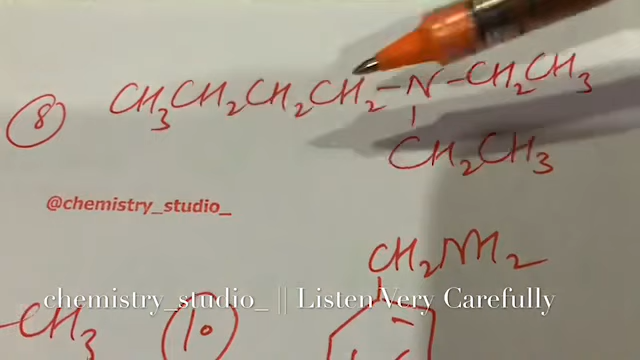 ⑧ CH₃CH₂CH₂CH₂-N-CH₂CH₃
CH₂CH₃
@chemistry_studio_
CH₂NH₂
chemistry_studio_ || Listen Very Carefully
-CH₃ ⑩